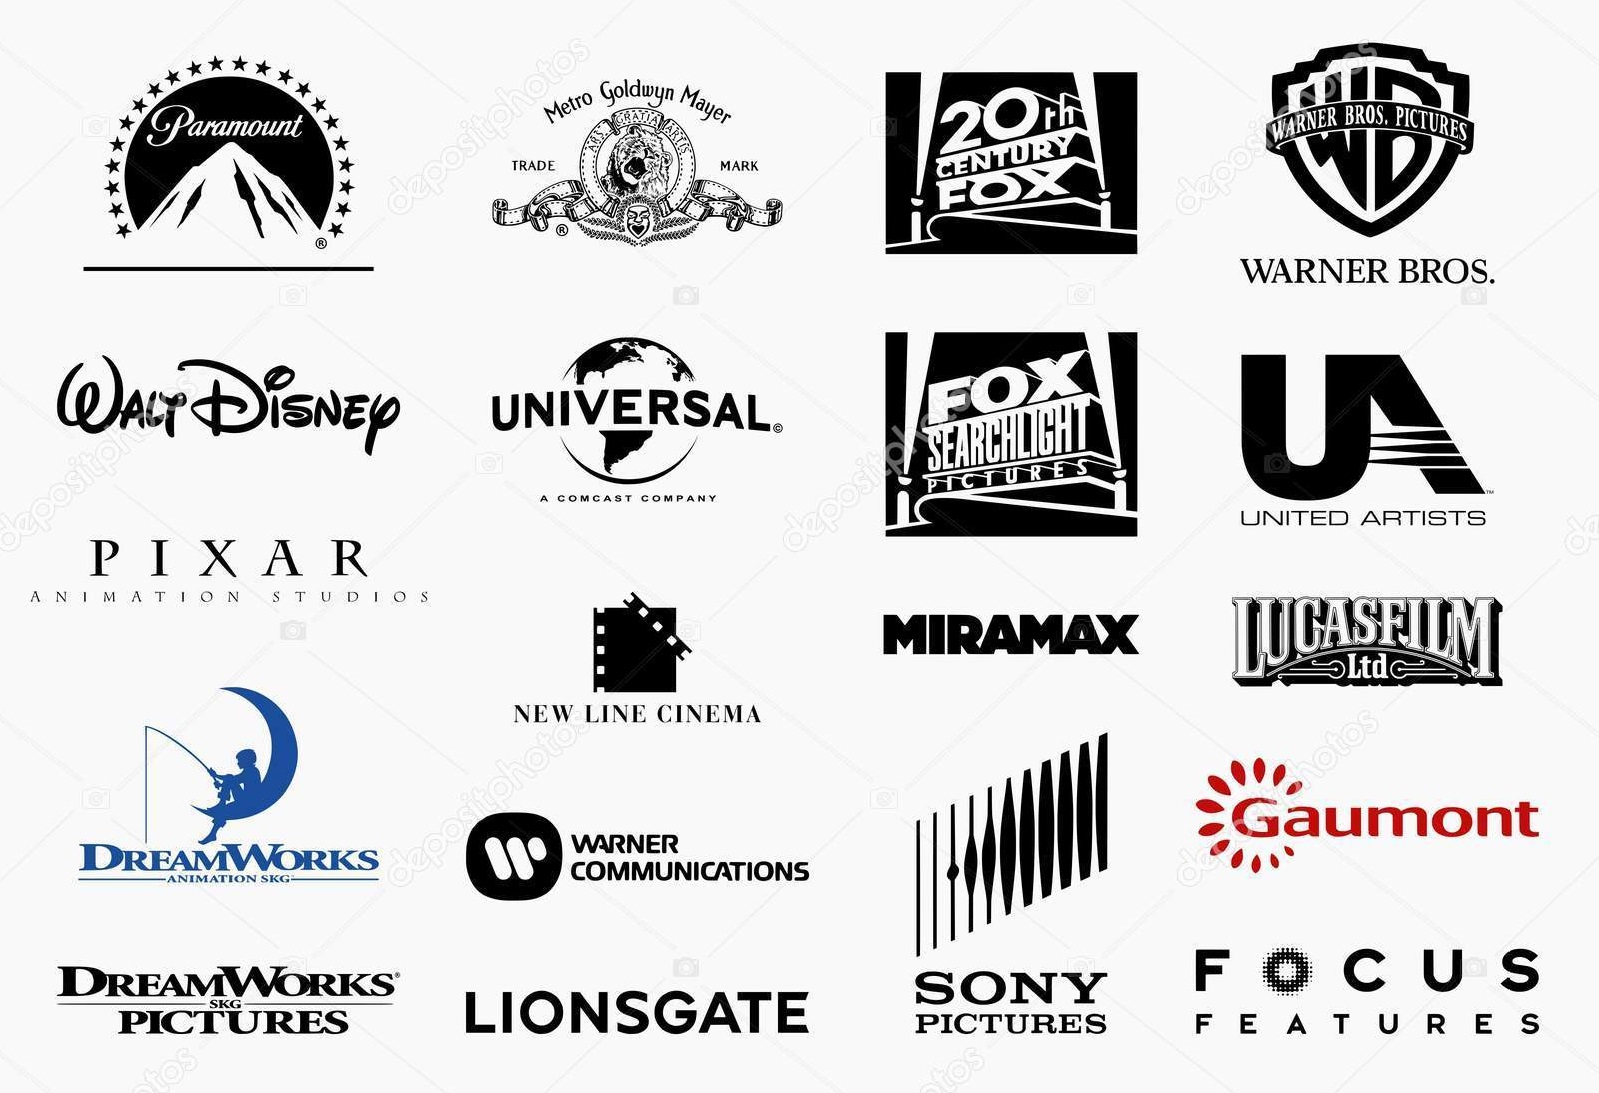 Paramount
®
Metro Goldwyn Mayer
ARS GRATIA ARTIS
TRADE MARK
®
20th
CENTURY
FOX
WARNER BROS. PICTURES
WB
WARNER BROS.
WALT DISNEY
UNIVERSAL©
A COMCAST COMPANY
FOX
SEARCHLIGHT
PICTURES
UA
™
UNITED ARTISTS
PIXAR
ANIMATION STUDIOS
NEW LINE CINEMA
MIRAMAX
LUCASFILM
Ltd
DREAMWORKS
ANIMATION SKG
WARNER
COMMUNICATIONS
SONY
PICTURES
Gaumont
DREAMWORKS®
SKG
PICTURES
LIONSGATE
FOCUS
FEATURES
depositphotos